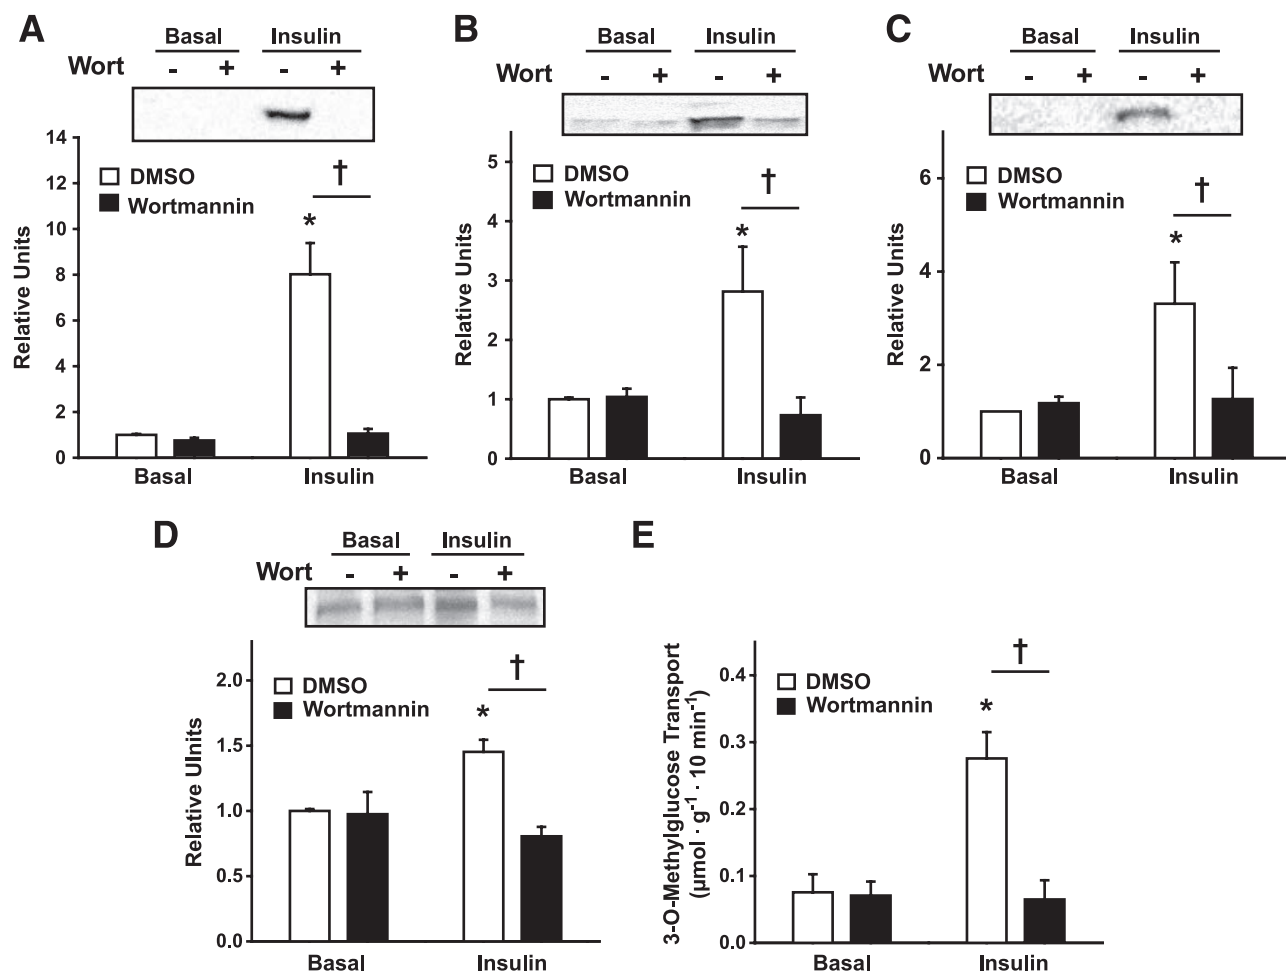 A
Basal Insulin
Wort - + - +
14
12
10
8
6
4
2
0
Relative Units
DMSO
Wortmannin
†
*
Basal Insulin
B
Basal Insulin
Wort - + - +
5
4
3
2
1
0
Relative Units
DMSO
Wortmannin
†
*
Basal Insulin
C
Basal Insulin
Wort - + - +
6
4
2
0
Relative Units
DMSO
Wortmannin
†
*
Basal Insulin
D
Basal Insulin
Wort - + - +
2.0
1.5
1.0
0.5
0.0
Relative UInits
DMSO
Wortmannin
†
*
Basal Insulin
E
0.4
0.3
0.2
0.1
0.0
3-O-Methylglucose Transport
(µmol · g⁻¹ · 10 min⁻¹)
DMSO
Wortmannin
†
*
Basal Insulin